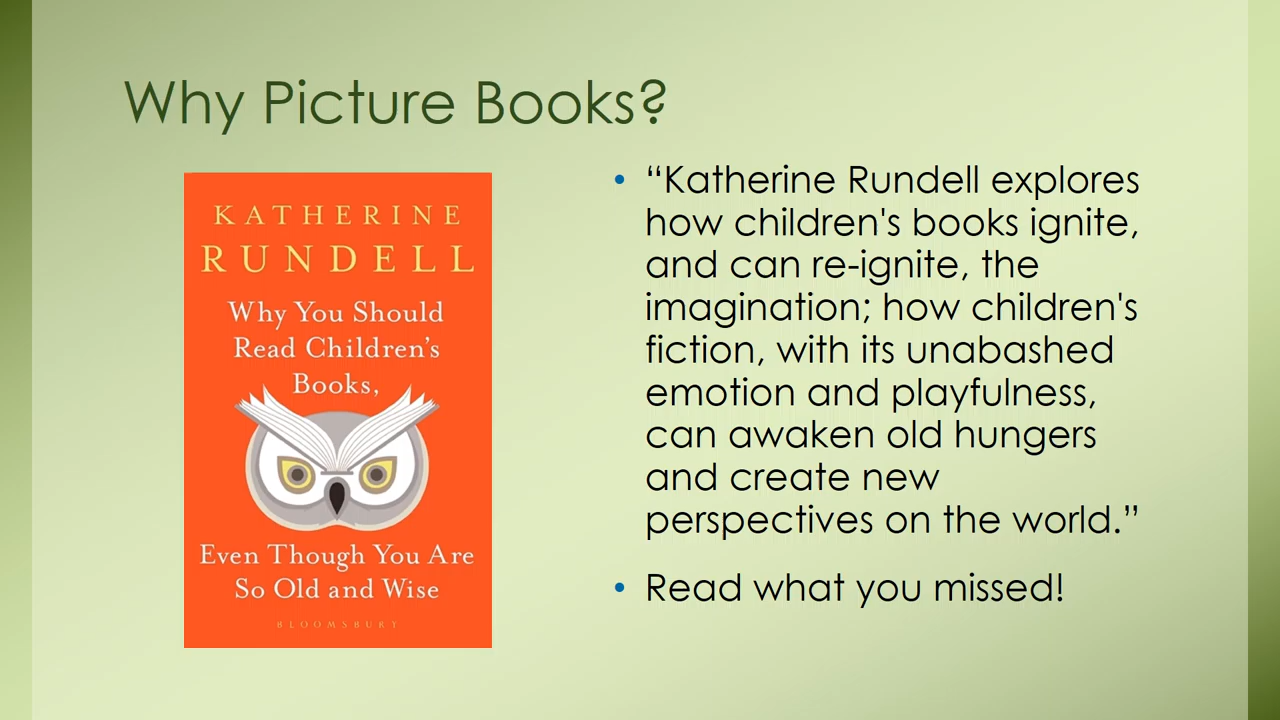 Why Picture Books?
KATHERINE
RUNDELL
Why You Should
Read Children’s
Books,
Even Though You Are
So Old and Wise
BLOOMSBURY
• “Katherine Rundell explores
how children's books ignite,
and can re-ignite, the
imagination; how children's
fiction, with its unabashed
emotion and playfulness,
can awaken old hungers
and create new
perspectives on the world.”
• Read what you missed!